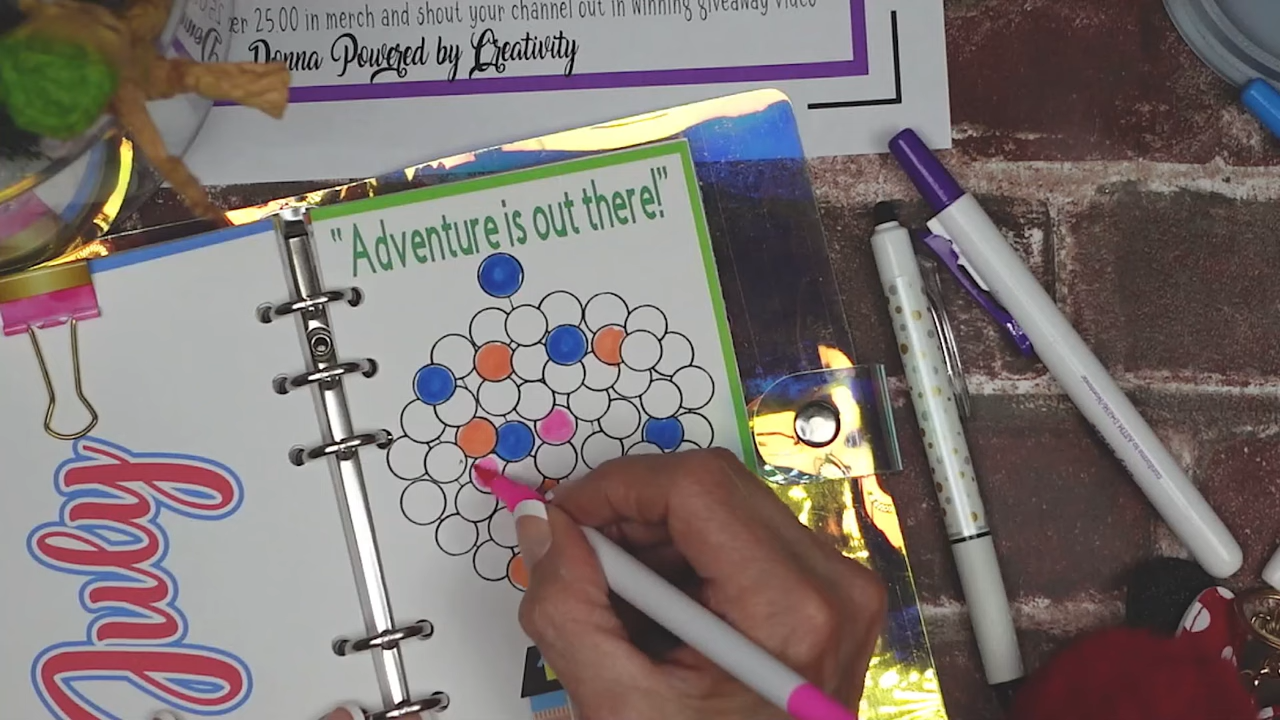 25.00 in merch and shout your channel out in winning giveaway video
Donna Powered by Creativity
"Adventure is out there!"
July